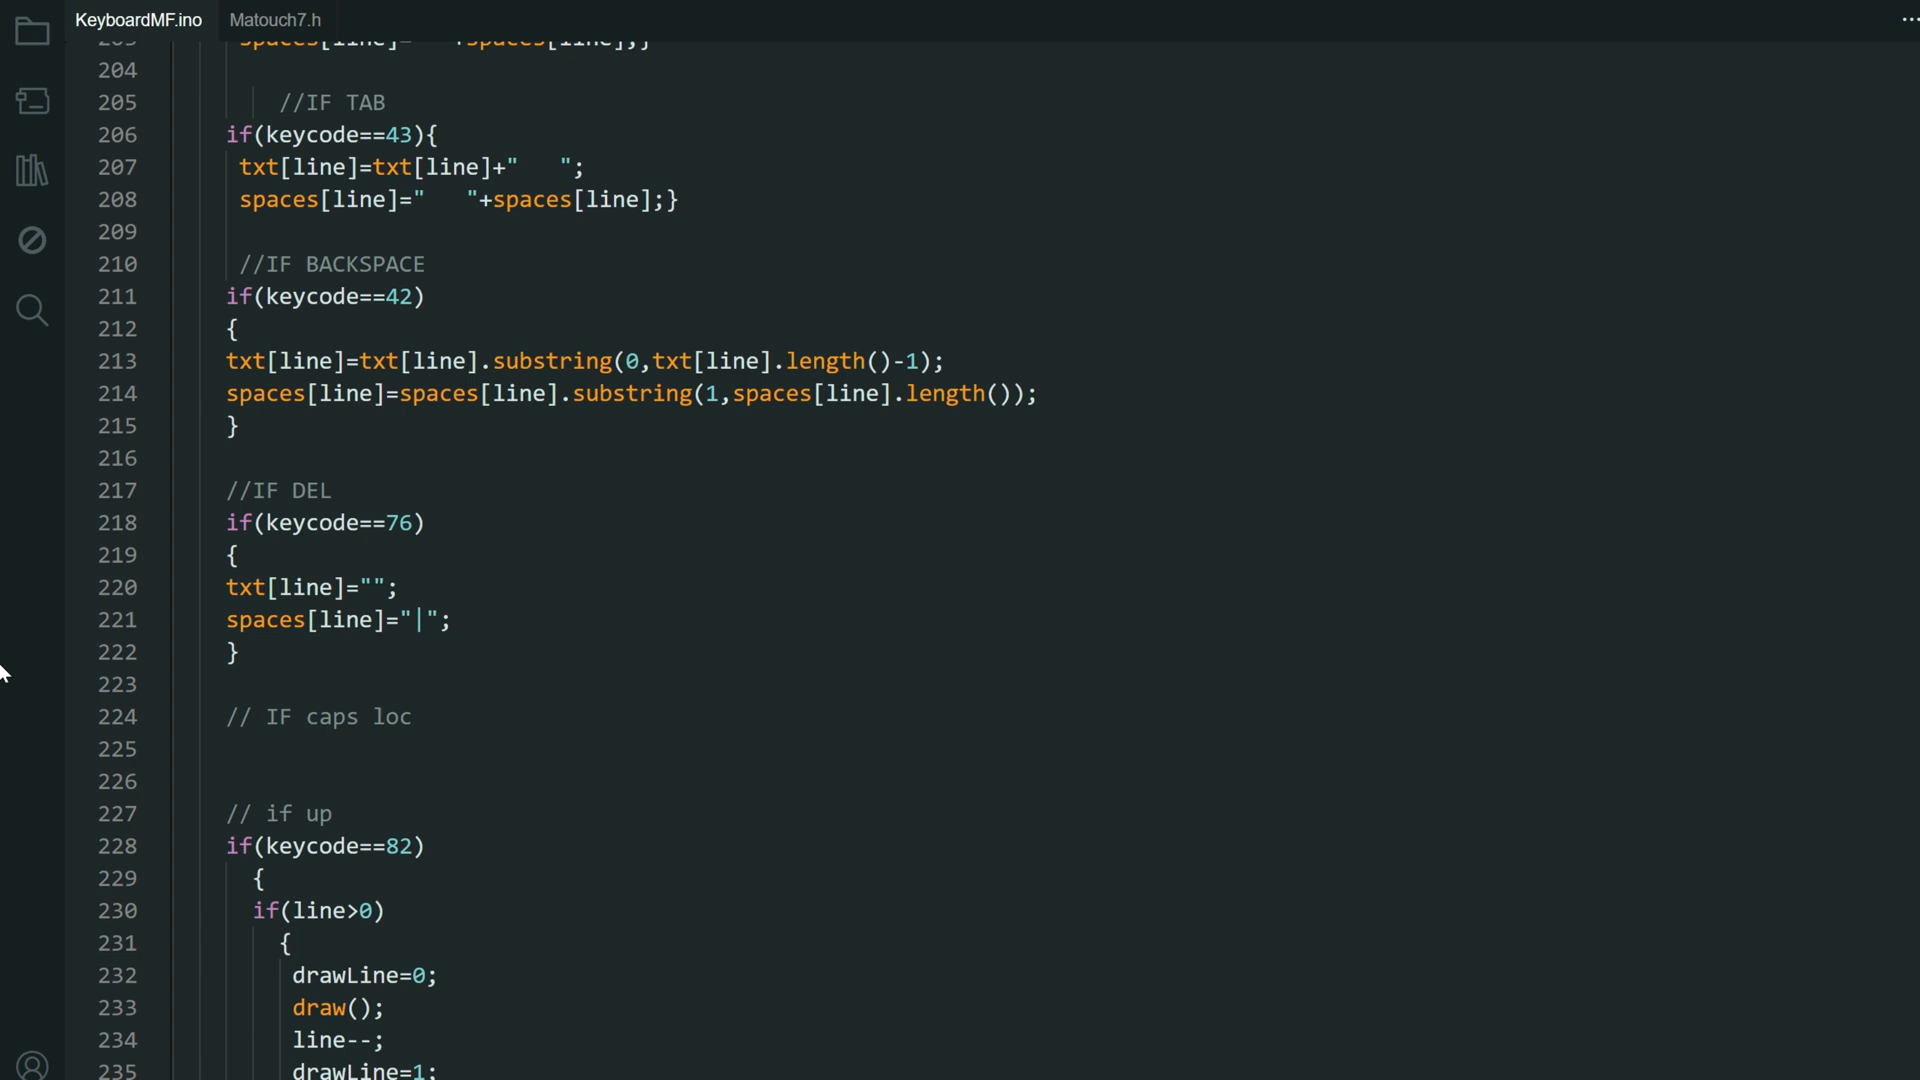 KeyboardMF.ino Matouch7.h
204
205 //IF TAB
206 if(keycode==43){
207 txt[line]=txt[line]+"   ";
208 spaces[line]="   "+spaces[line];}
209
210 //IF BACKSPACE
211 if(keycode==42)
212 {
213 txt[line]=txt[line].substring(0,txt[line].length()-1);
214 spaces[line]=spaces[line].substring(1,spaces[line].length());
215 }
216
217 //IF DEL
218 if(keycode==76)
219 {
220 txt[line]="";
221 spaces[line]="|";
222 }
223
224 // IF caps loc
225
226
227 // if up
228 if(keycode==82)
229 {
230 if(line>0)
231 {
232 drawLine=0;
233 draw();
234 line--;
235 drawLine=1;